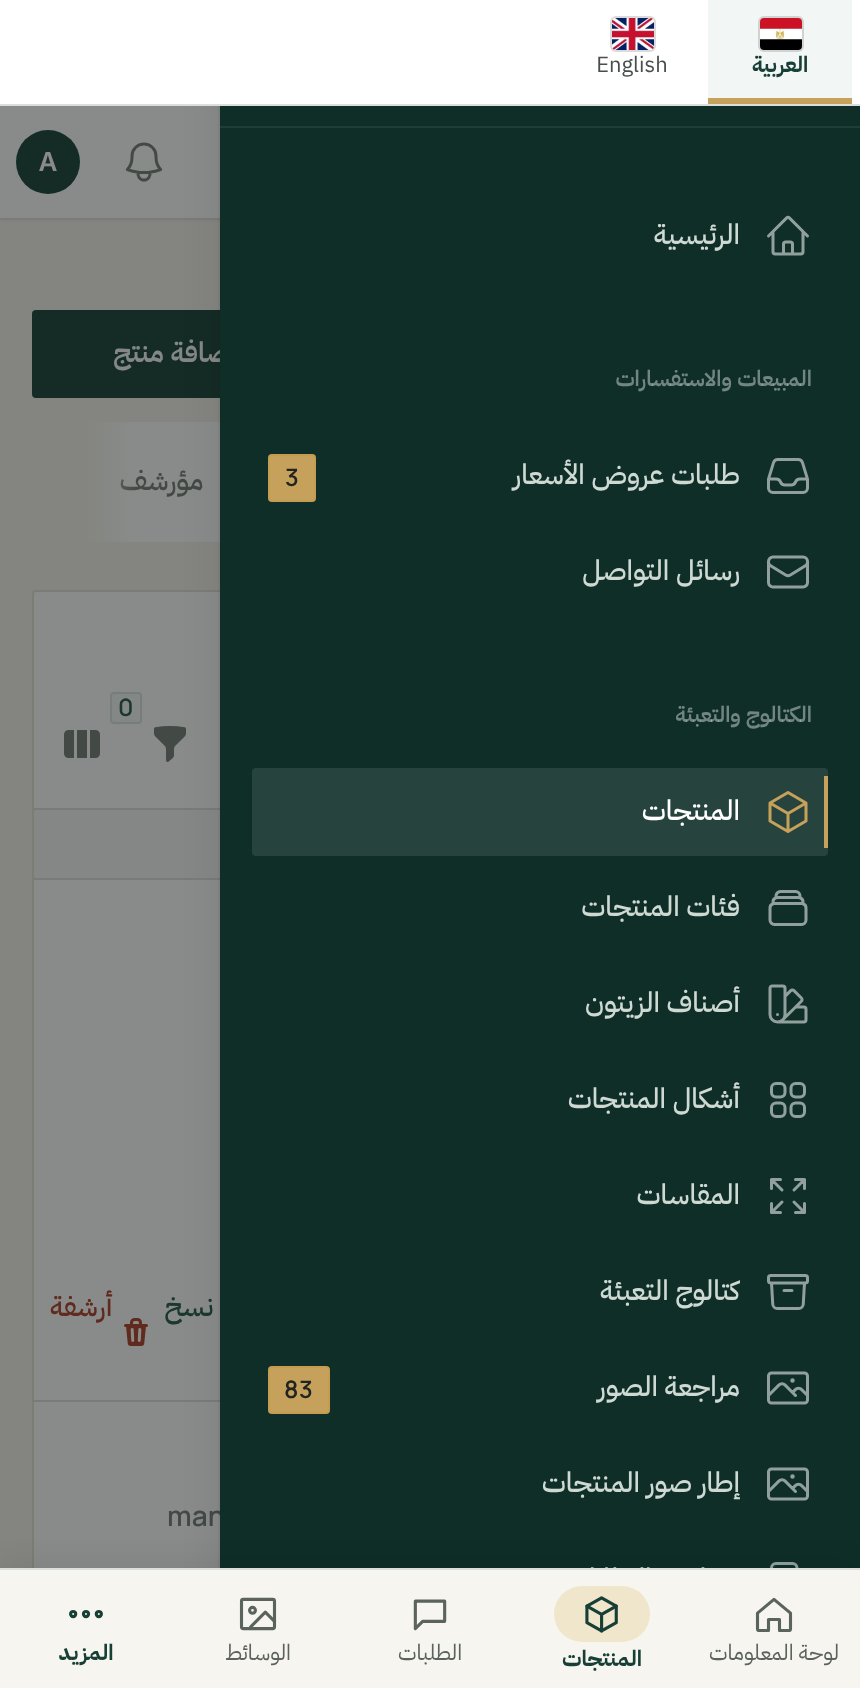 العربية
English
A
الرئيسية
المبيعات والاستفسارات
طلبات عروض الأسعار
3
رسائل التواصل
الكتالوج والتعبئة
المنتجات
فئات المنتجات
أصناف الزيتون
أشكال المنتجات
المقاسات
كتالوج التعبئة
مراجعة الصور
83
إطار صور المنتجات
منتج
مؤرشف
0
نسخ
أرشفة
لوحة المعلومات
المنتجات
الطلبات
الوسائط
المزيد